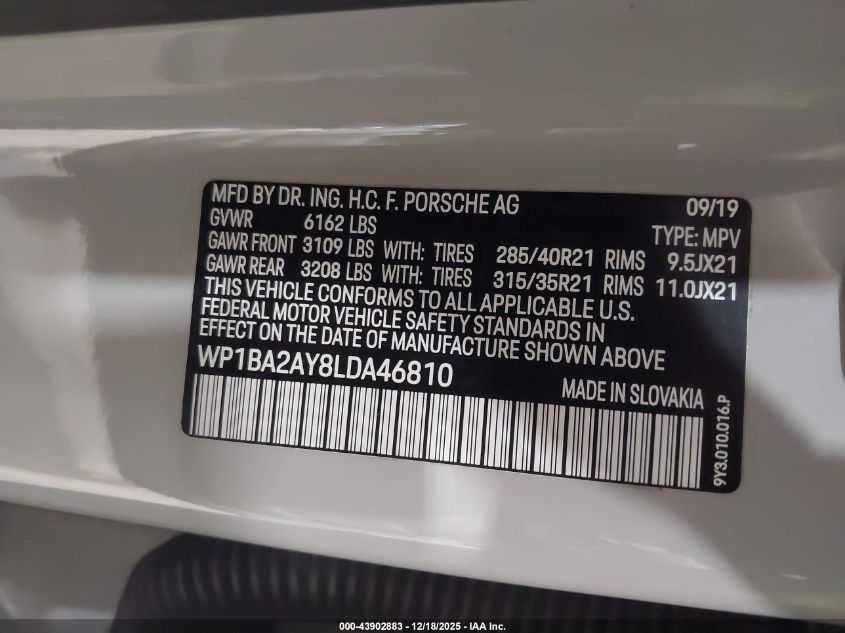 MFD BY DR. ING. H.C. F. PORSCHE AG 09/19
GVWR 6162 LBS TYPE: MPV
GAWR FRONT 3109 LBS WITH: TIRES 285/40R21 RIMS 9.5JX21
GAWR REAR 3208 LBS WITH: TIRES 315/35R21 RIMS 11.0JX21
THIS VEHICLE CONFORMS TO ALL APPLICABLE U.S.
FEDERAL MOTOR VEHICLE SAFETY STANDARDS IN
EFFECT ON THE DATE OF MANUFACTURE SHOWN ABOVE
WP1BA2AY8LDA46810 MADE IN SLOVAKIA
9Y3.010.016.P
000-43902883 - 12/18/2025 - IAA Inc.